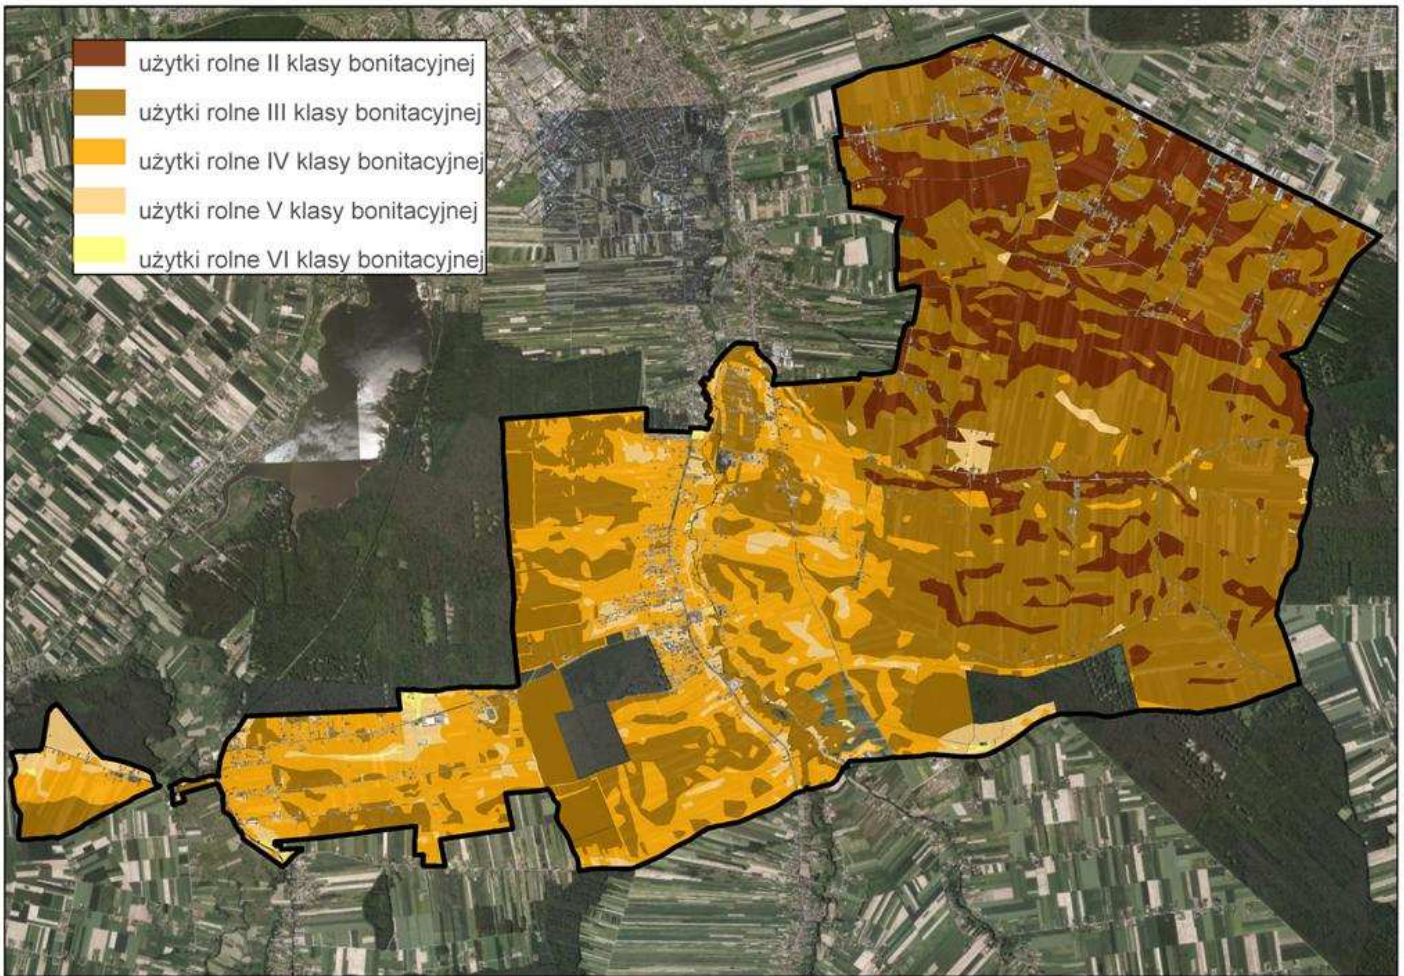 użytki rolne II klasy bonitacyjnej
użytki rolne III klasy bonitacyjnej
użytki rolne IV klasy bonitacyjnej
użytki rolne V klasy bonitacyjnej
użytki rolne VI klasy bonitacyjnej